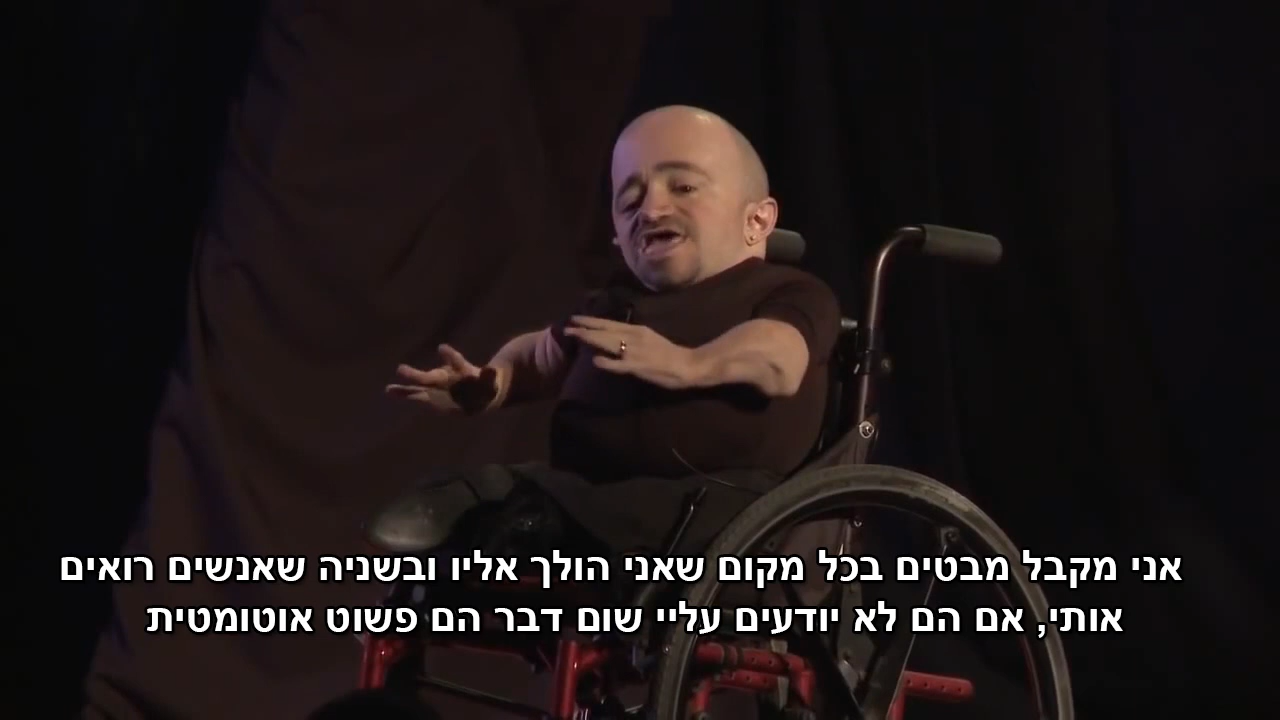 אני מקבל מבטים בכל מקום שאני הולך אליו ובשניה שאנשים רואים
אותי, אם הם לא יודעים עליי שום דבר הם פשוט אוטומטית